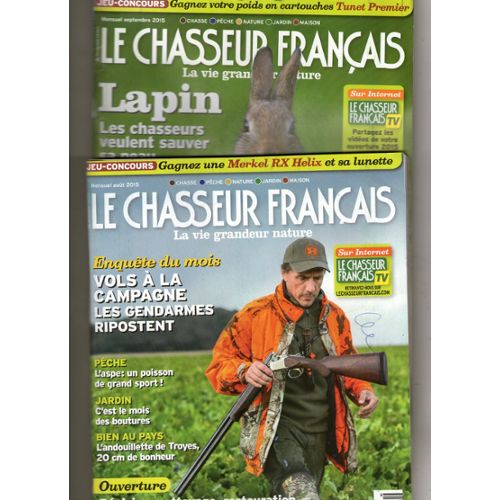 JEU-CONCOURS Gagnez votre poids en cartouches Tunet Premier
Mensuel septembre 2015
CHASSE PÊCHE NATURE JARDIN MAISON
LE CHASSEUR FRANÇAIS
La vie grandeur nature
Lapin
Les chasseurs
veulent sauver
sa peau
Sur Internet
LE CHASSEUR
FRANÇAIS
TV
Partagez les
vidéos de votre
ouverture 2015
JEU-CONCOURS Gagnez une Merkel RX Helix et sa lunette
Mensuel août 2015
CHASSE PÊCHE NATURE JARDIN MAISON
LE CHASSEUR FRANÇAIS
La vie grandeur nature
Enquête du mois
VOLS À LA
CAMPAGNE
LES GENDARMES
RIPOSTENT
Sur Internet
LE CHASSEUR
FRANÇAIS
TV
RETROUVEZ-NOUS SUR
LECHASSEURFRANCAIS.COM
PÊCHE
L'aspe: un poisson
de grand sport !
JARDIN
C'est le mois
des boutures
BIEN AU PAYS
L'andouillette de Troyes,
20 cm de bonheur
Ouverture